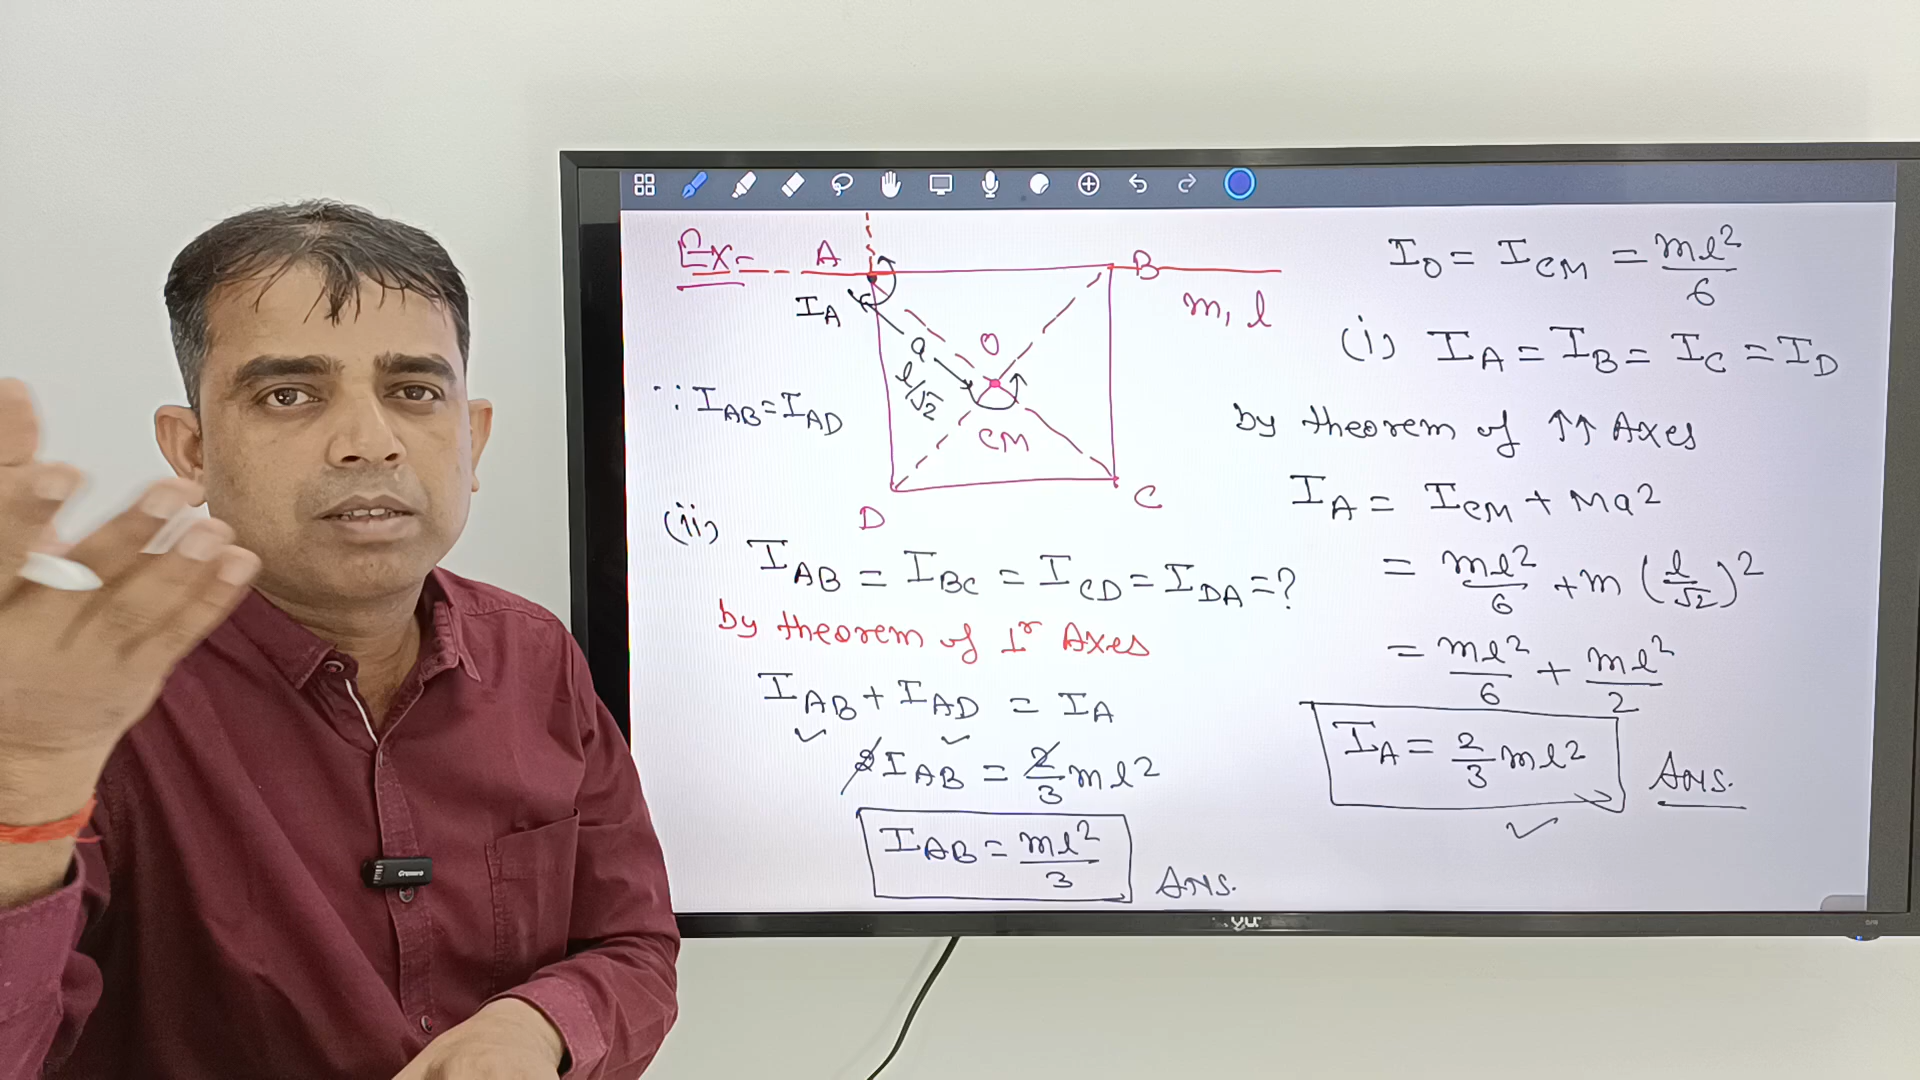 Ex-
A
B
I_A
m, l
a
O
l/√2
∵ I_AB = I_AD
CM
D
C
(ii)
I_AB = I_BC = I_CD = I_DA = ?
by theorem of ⊥r Axes
I_AB + I_AD = I_A
2 I_AB = 2/3 ml²
I_AB = ml²/3
Ans.
I_O = I_CM = ml²/6
(i) I_A = I_B = I_C = I_D
by theorem of ↑↑ Axes
I_A = I_CM + Ma²
= ml²/6 + m (l/√2)²
= ml²/6 + ml²/2
I_A = 2/3 ml²
Ans.